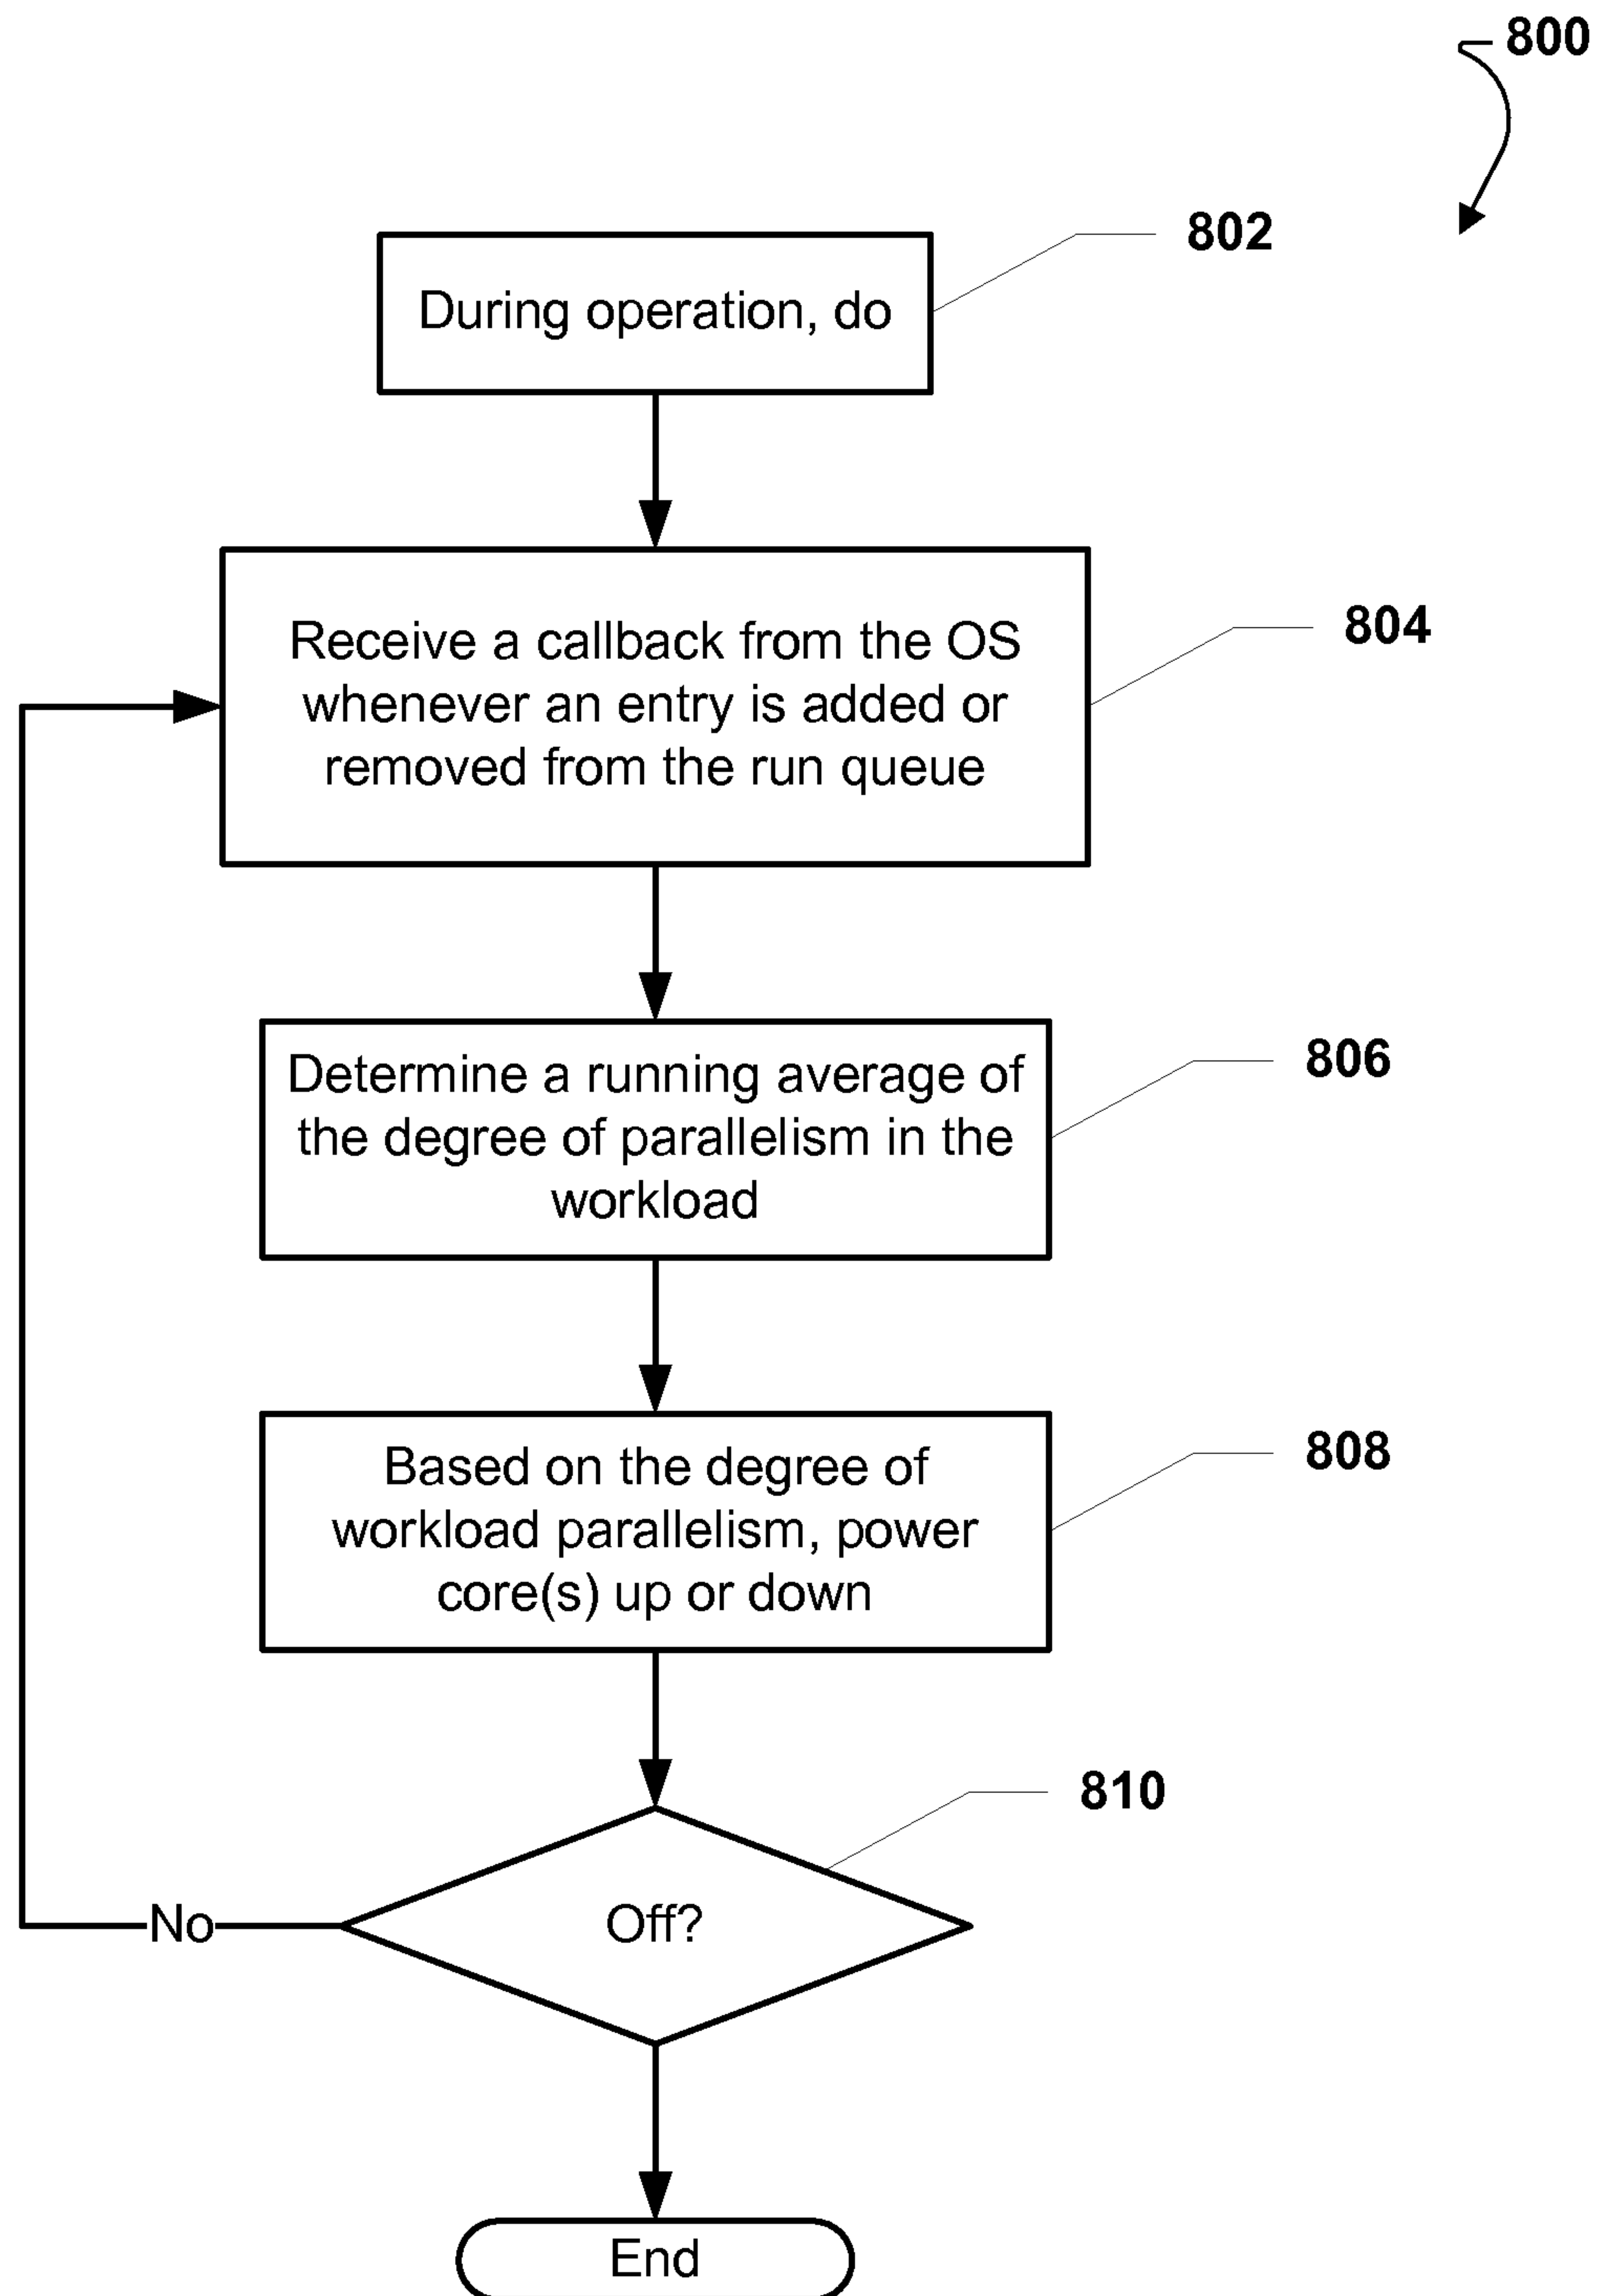 800
802
During operation, do
804
Receive a callback from the OS
whenever an entry is added or
removed from the run queue
806
Determine a running average of
the degree of parallelism in the
workload
808
Based on the degree of
workload parallelism, power
core(s) up or down
810
Off?
No
End